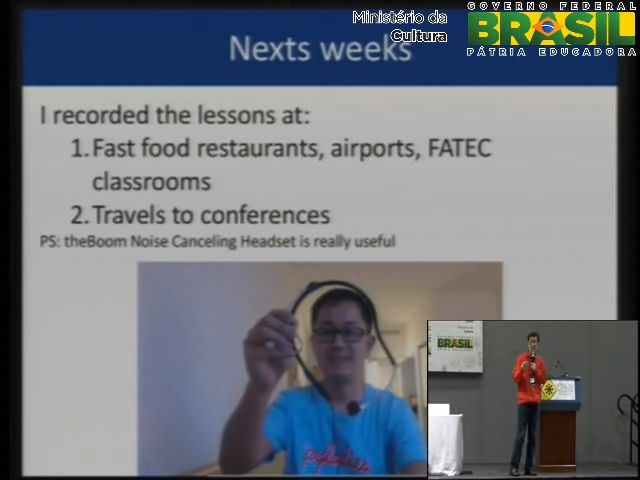 Ministério da
Cultura
GOVERNO FEDERAL
BRASIL
PÁTRIA EDUCADORA
Nexts weeks
I recorded the lessons at:
1. Fast food restaurants, airports, FATEC
classrooms
2. Travels to conferences
PS: theBoom Noise Canceling Headset is really useful
BRASIL